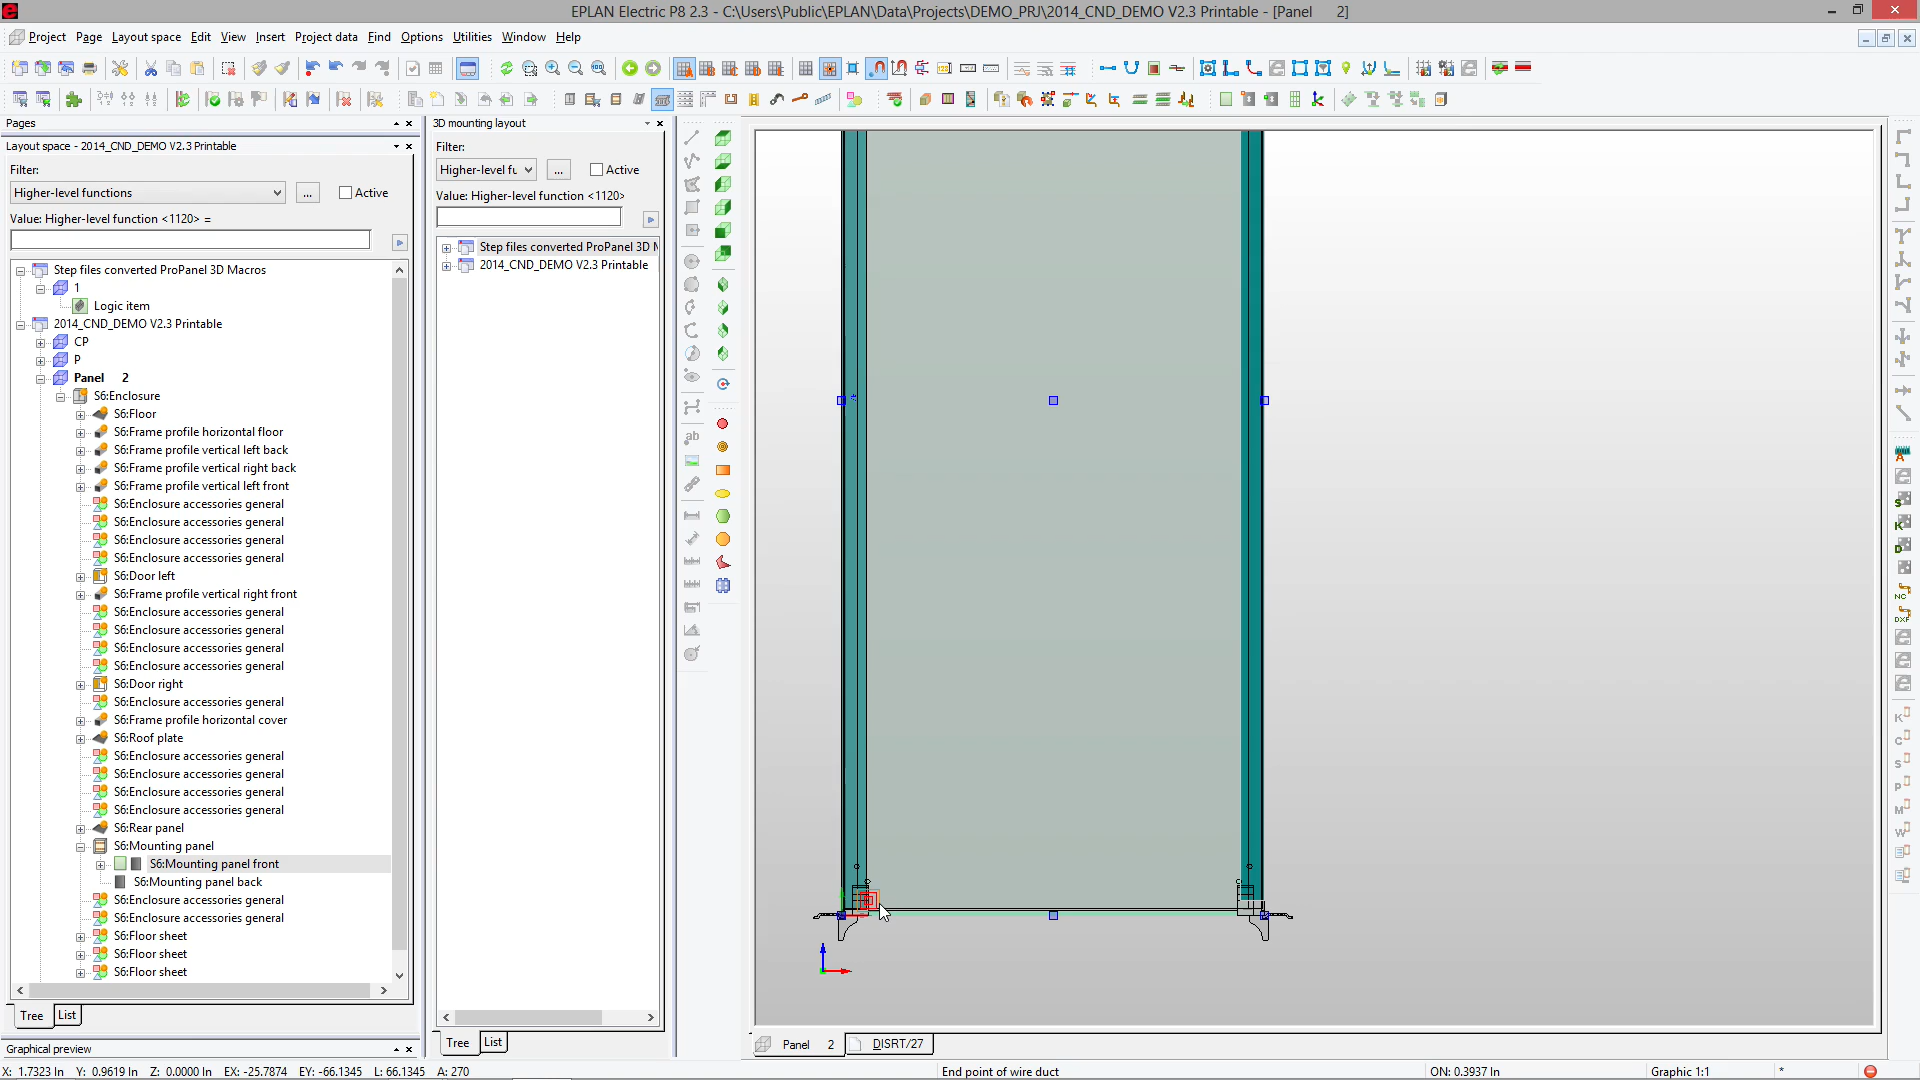 EPLAN Electric P8 2.3 - C:\Users\Public\EPLAN\Data\Projects\DEMO_PRJ\2014_CND_DEMO V2.3 Printable - [Panel 2]
Project Page Layout space Edit View Insert Project data Find Options Utilities Window Help
Pages
Layout space - 2014_CND_DEMO V2.3 Printable
Filter:
Higher-level functions ... Active
Value: Higher-level function <1120> =
Step files converted ProPanel 3D Macros
1
Logic item
2014_CND_DEMO V2.3 Printable
CP
P
Panel 2
S6:Enclosure
S6:Floor
S6:Frame profile horizontal floor
S6:Frame profile vertical left back
S6:Frame profile vertical right back
S6:Frame profile vertical left front
S6:Enclosure accessories general
S6:Enclosure accessories general
S6:Enclosure accessories general
S6:Enclosure accessories general
S6:Door left
S6:Frame profile vertical right front
S6:Enclosure accessories general
S6:Enclosure accessories general
S6:Enclosure accessories general
S6:Enclosure accessories general
S6:Door right
S6:Enclosure accessories general
S6:Frame profile horizontal cover
S6:Roof plate
S6:Enclosure accessories general
S6:Enclosure accessories general
S6:Enclosure accessories general
S6:Enclosure accessories general
S6:Rear panel
S6:Mounting panel
S6:Mounting panel front
S6:Mounting panel back
S6:Enclosure accessories general
S6:Enclosure accessories general
S6:Floor sheet
S6:Floor sheet
S6:Floor sheet
Tree List
Graphical preview
3D mounting layout
Filter:
Higher-level fu ... Active
Value: Higher-level function <1120>
Step files converted ProPanel 3D M
2014_CND_DEMO V2.3 Printable
Tree List
Panel 2 DISRT/27
X: 1.7323 In Y: 0.9619 In Z: 0.0000 In EX: -25.7874 EY: -66.1345 L: 66.1345 A: 270
End point of wire duct
ON: 0.3937 In
Graphic 1:1
*